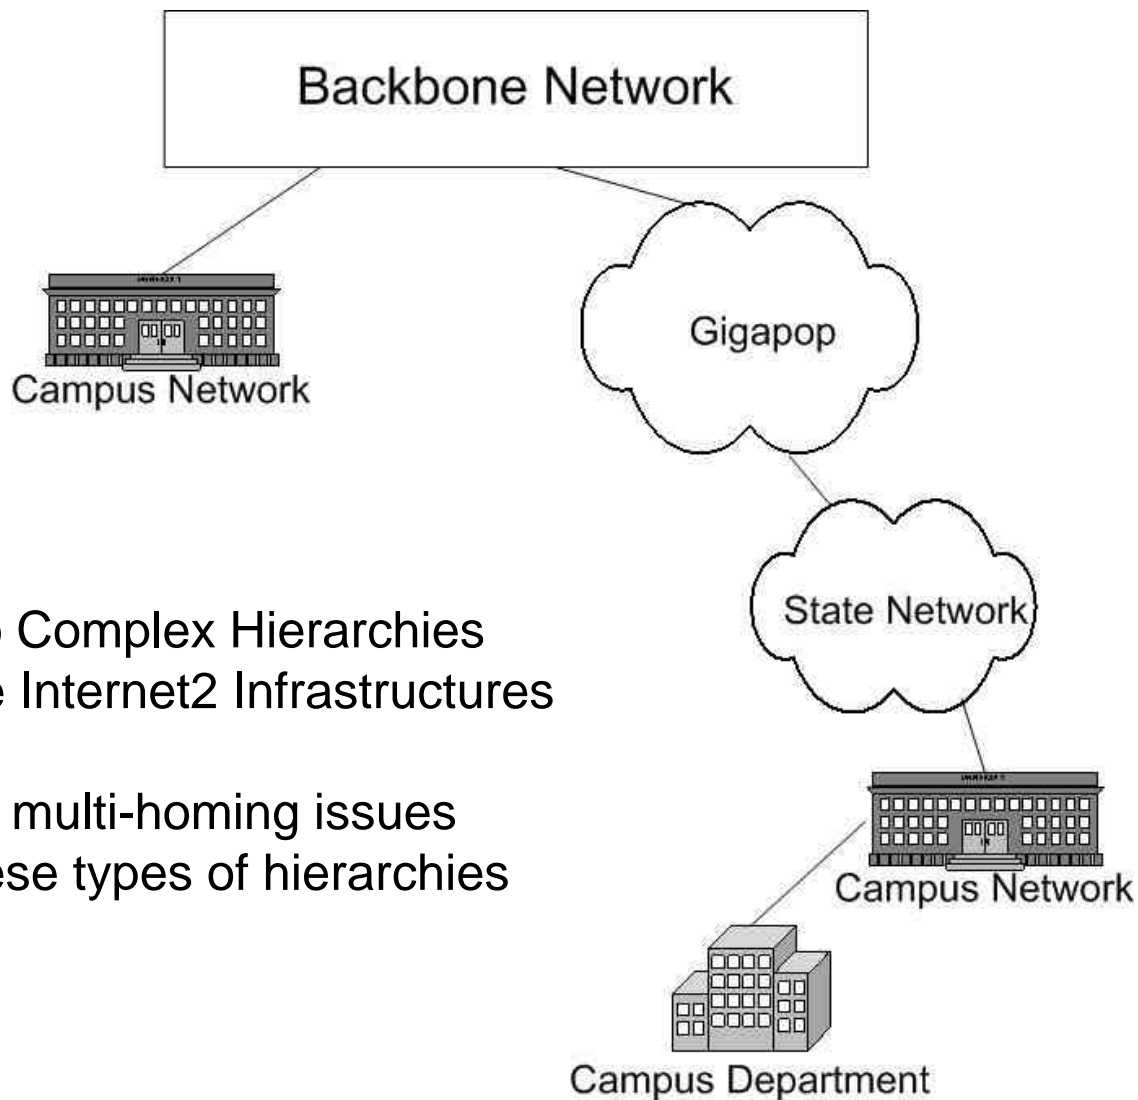 Backbone Network
Gigapop
Campus Network
State Network
Complex Hierarchies
Internet2 Infrastructures
multi-homing issues
types of hierarchies
Campus Network
Campus Department